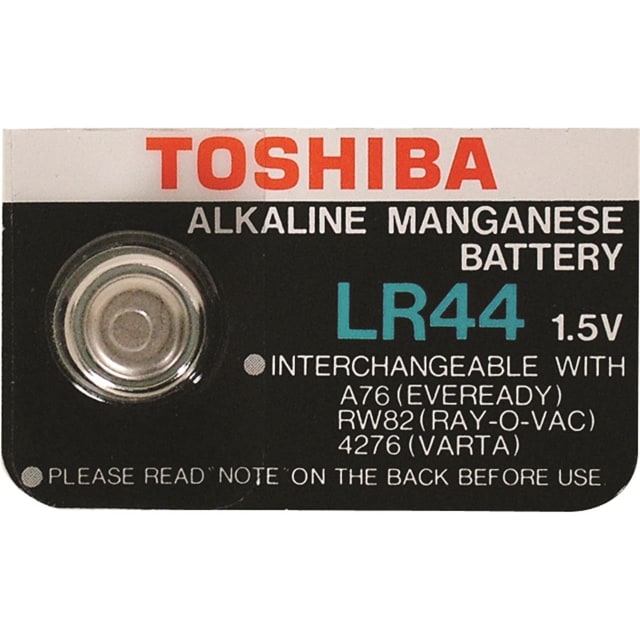 TOSHIBA
ALKALINE MANGANESE
BATTERY
LR44 1.5V
INTERCHANGEABLE WITH
A76 (EVEREADY)
RW82 (RAY-O-VAC)
4276 (VARTA)
PLEASE READ "NOTE" ON THE BACK BEFORE USE.